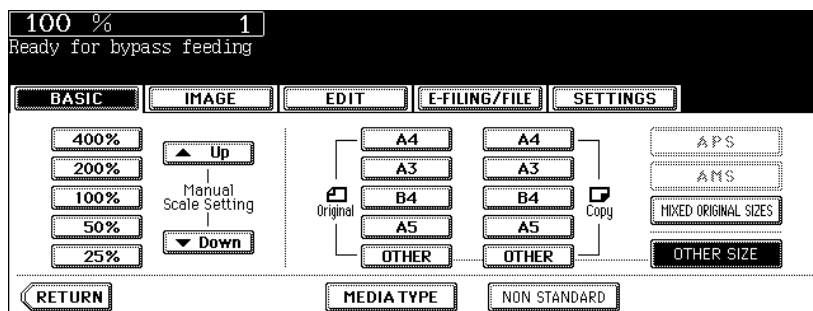 100 % 1
Ready for bypass feeding
BASIC IMAGE EDIT E-FILING/FILE SETTINGS
400%
200%
100%
50%
25%
Up
Manual
Scale Setting
Down
Original
A4
A3
B4
A5
OTHER
A4
A3
B4
A5
OTHER
Copy
APS
AMS
MIXED ORIGINAL SIZES
OTHER SIZE
RETURN
MEDIA TYPE
NON STANDARD